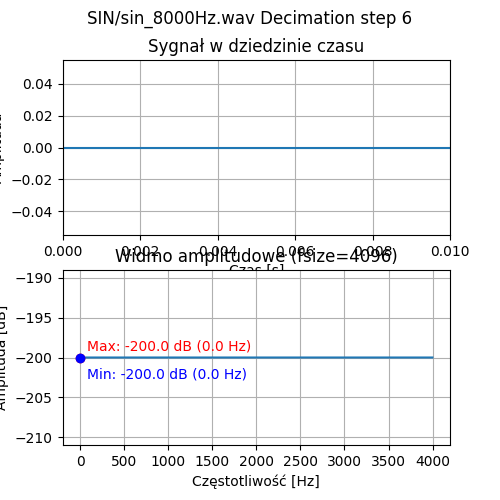 SIN/sin_8000Hz.wav Decimation step 6
Sygnał w dziedzinie czasu
0.04
0.02
0.00
−0.02
−0.04
0.000 0.002 0.004 0.006 0.008 0.010
Czas [s]
Widmo amplitudowe (fsize=4096)
Amplituda [dB]
−190
−195
−200
−205
−210
Max: -200.0 dB (0.0 Hz)
Min: -200.0 dB (0.0 Hz)
0 500 1000 1500 2000 2500 3000 3500 4000
Częstotliwość [Hz]